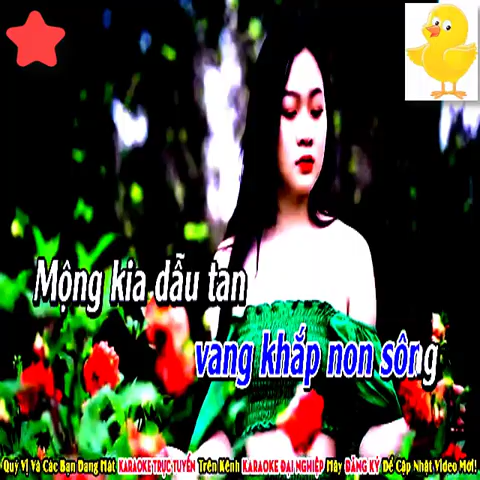 Mộng kia dẫu tan
vang khắp non sông
Quý Vị Và Các Bạn Đang Hát KARAOKE TRỰC TUYẾN Trên Kênh KARAOKE ĐẠI NGHIỆP Hãy ĐĂNG KÝ Để Cập Nhật Video Mới!